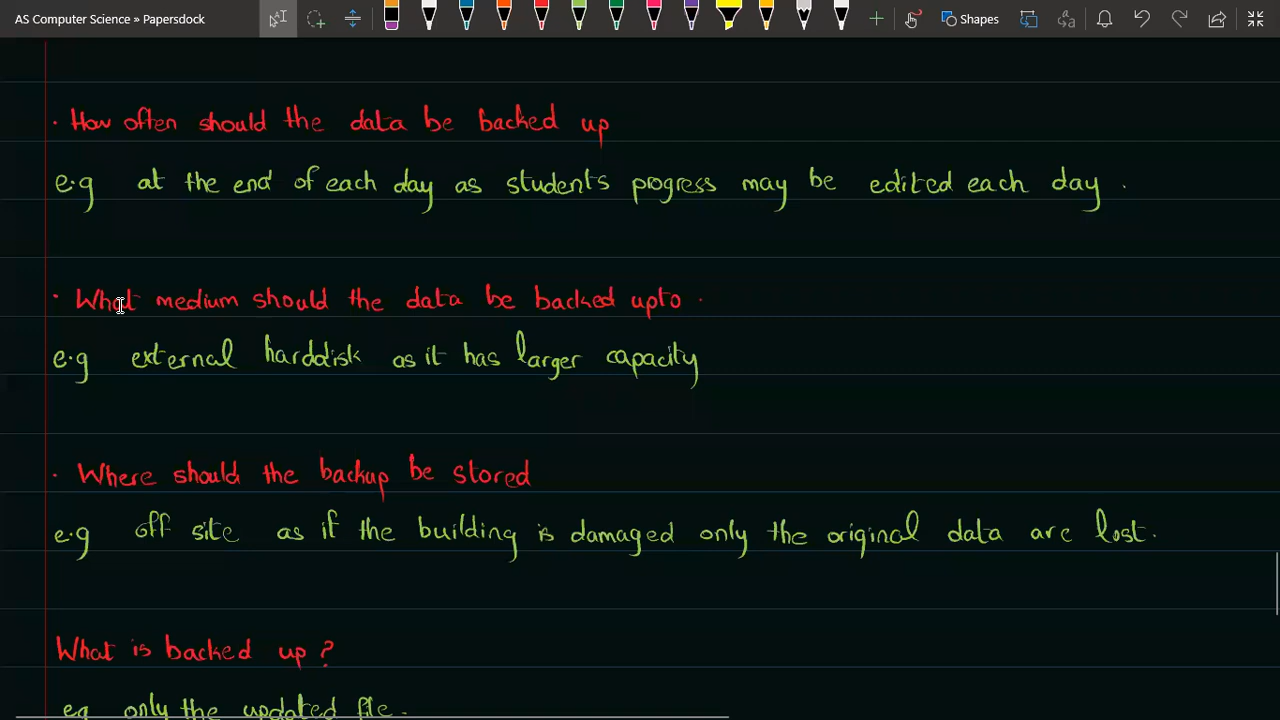 AS Computer Science » Papersdock
Shapes
· How often should the data be backed up
e.g at the end of each day as students progress may be edited each day .
· What medium should the data be backed upto .
e.g external harddisk as it has larger capacity
· Where should the backup be stored
e.g off site as if the building is damaged only the original data are lost.
What is backed up ?
eg only the updated file.